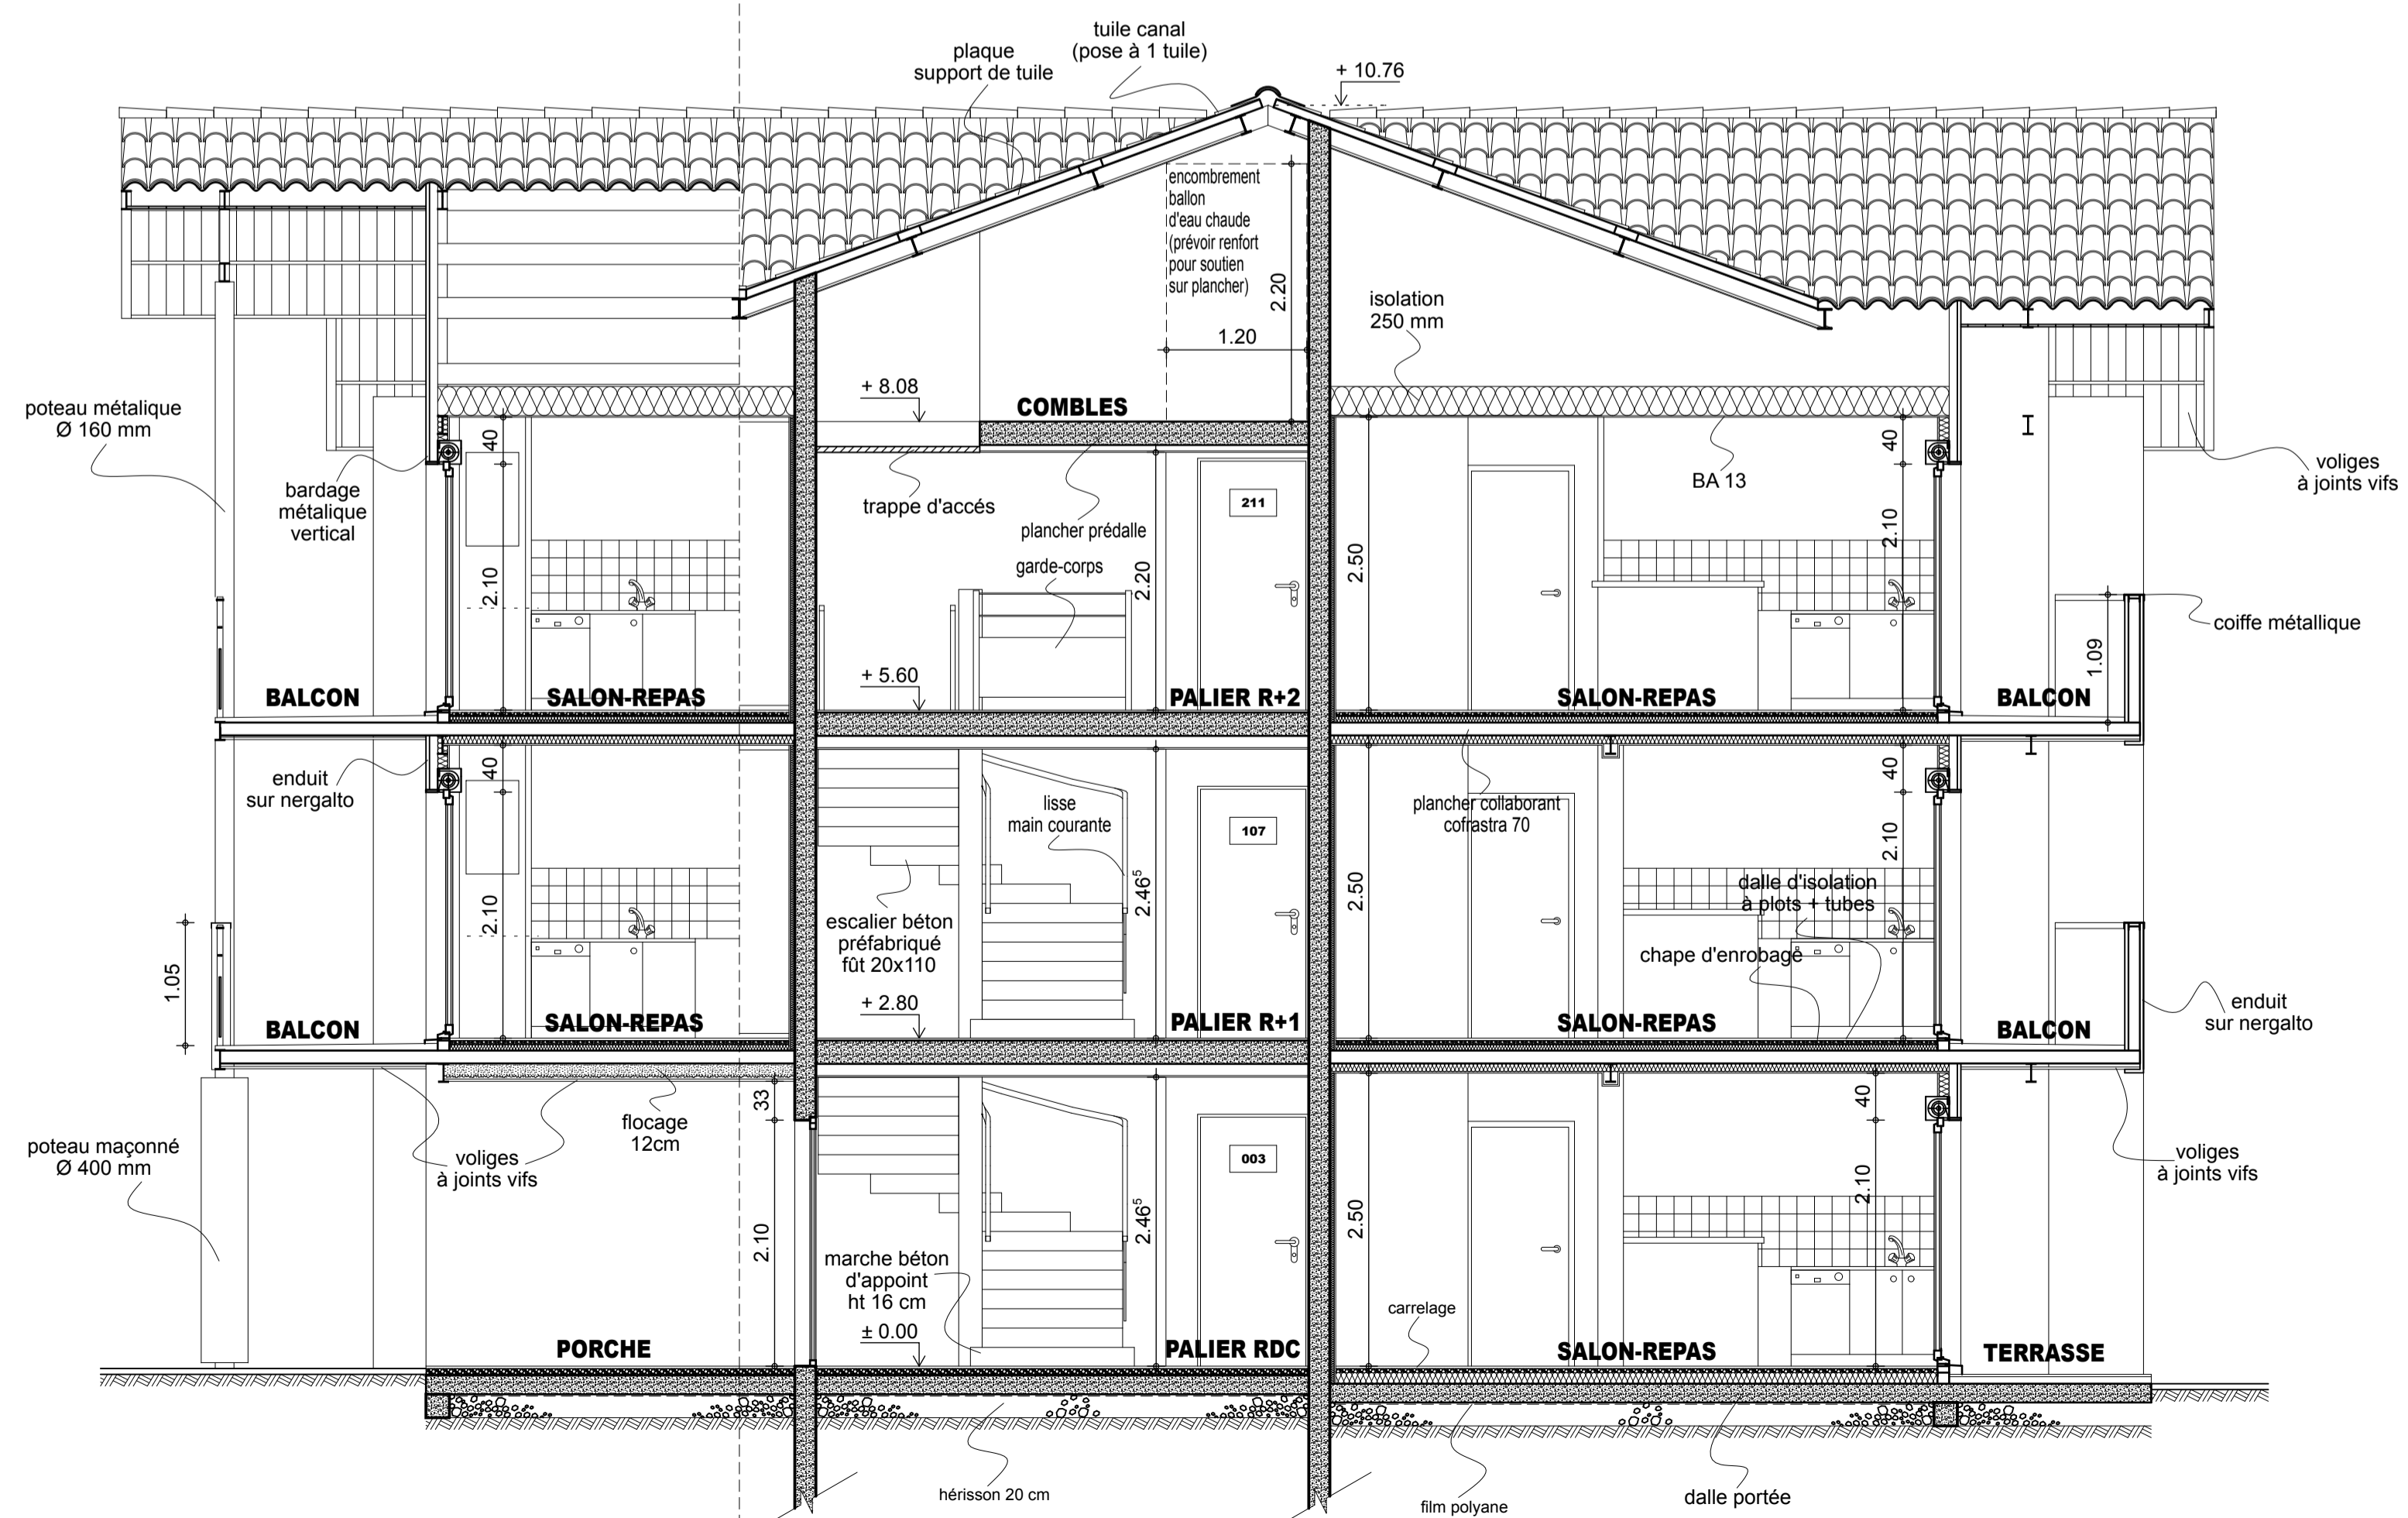 tuile canal
(pose à 1 tuile)
plaque
support de tuile
+ 10.76
encombrement
ballon
d'eau chaude
(prévoir renfort
pour soutien
sur plancher)
2.20
1.20
isolation
250 mm
+ 8.08
COMBLES
poteau métalique
Ø 160 mm
bardage
métalique
vertical
40
2.10
trappe d'accés
plancher prédalle
garde-corps
2.20
211
2.50
BA 13
40
2.10
voliges
à joints vifs
coiffe métallique
1.09
+ 5.60
BALCON
SALON-REPAS
PALIER R+2
SALON-REPAS
BALCON
enduit
sur nergalto
40
2.10
1.05
lisse
main courante
escalier béton
préfabriqué
fût 20x110
2.46⁵
107
plancher collaborant
cofrastra 70
2.50
40
2.10
dalle d'isolation
à plots + tubes
chape d'enrobage
enduit
sur nergalto
+ 2.80
BALCON
SALON-REPAS
PALIER R+1
SALON-REPAS
BALCON
poteau maçonné
Ø 400 mm
voliges
à joints vifs
flocage
12cm
33
2.10
marche béton
d'appoint
ht 16 cm
2.46⁵
003
2.50
40
2.10
carrelage
voliges
à joints vifs
± 0.00
PORCHE
PALIER RDC
SALON-REPAS
TERRASSE
hérisson 20 cm
film polyane
dalle portée